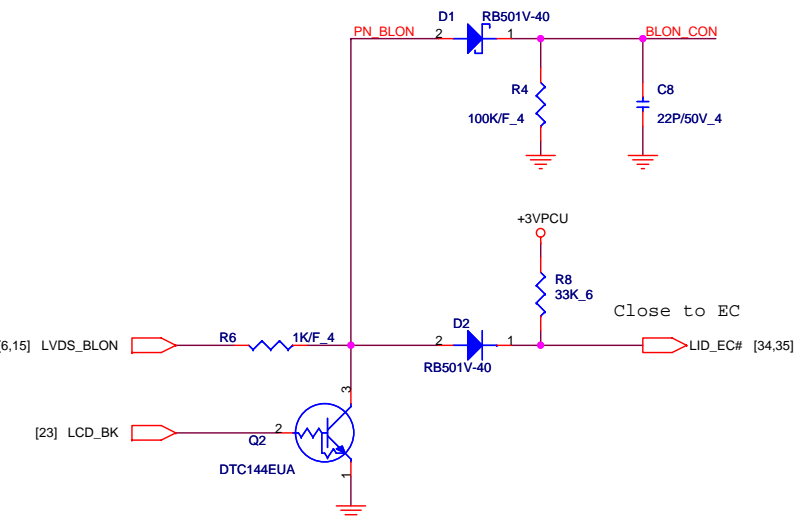 D1 RB501V-40
PN_BLON 2 1 BLON_CON
R4 C8
100K/F_4 22P/50V_4
+3VPCU
R8
33K_6
Close to EC
[6,15] LVDS_BLON R6 1K/F_4 D2 2 1 LID_EC# [34,35]
RB501V-40
3
[23] LCD_BK 2
Q2
DTC144EUA
1